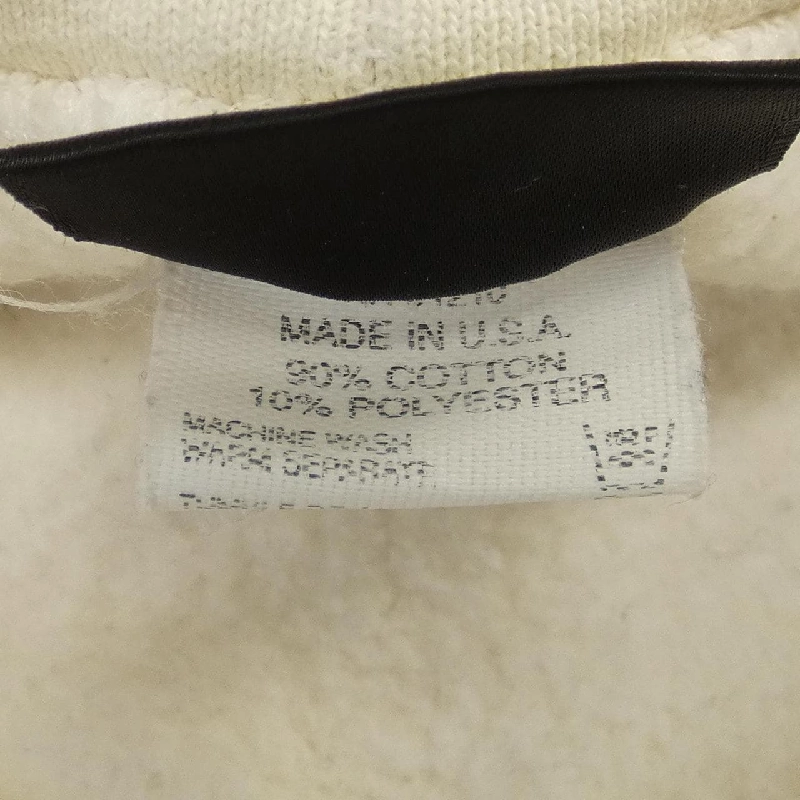 MADE IN U.S.A.
90% COTTON
10% POLYESTER
MACHINE WASH
WARM SEPARATE